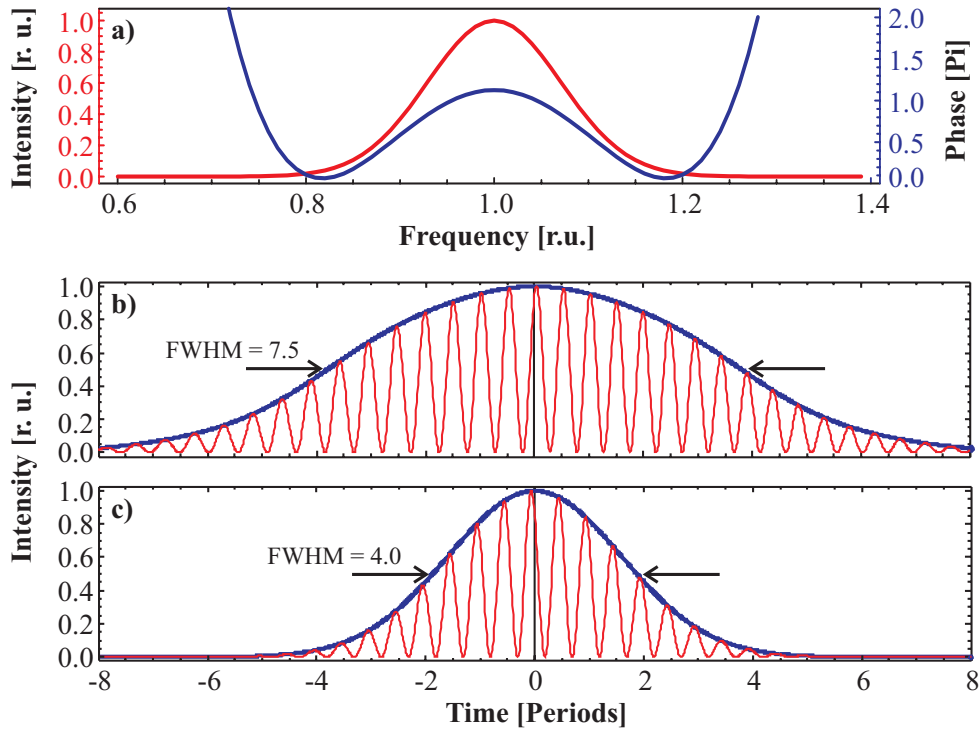 a)
Intensity [r. u.]
1.0
0.8
0.6
0.4
0.2
0.0
2.0
1.5
1.0
0.5
0.0
Phase [Pi]
0.6 0.8 1.0 1.2 1.4
Frequency [r.u.]
b)
1.0
0.8
0.6
0.4
0.2
0.0
FWHM = 7.5
Intensity [r. u.]
c)
1.0
0.8
0.6
0.4
0.2
0.0
FWHM = 4.0
-8 -6 -4 -2 0 2 4 6 8
Time [Periods]